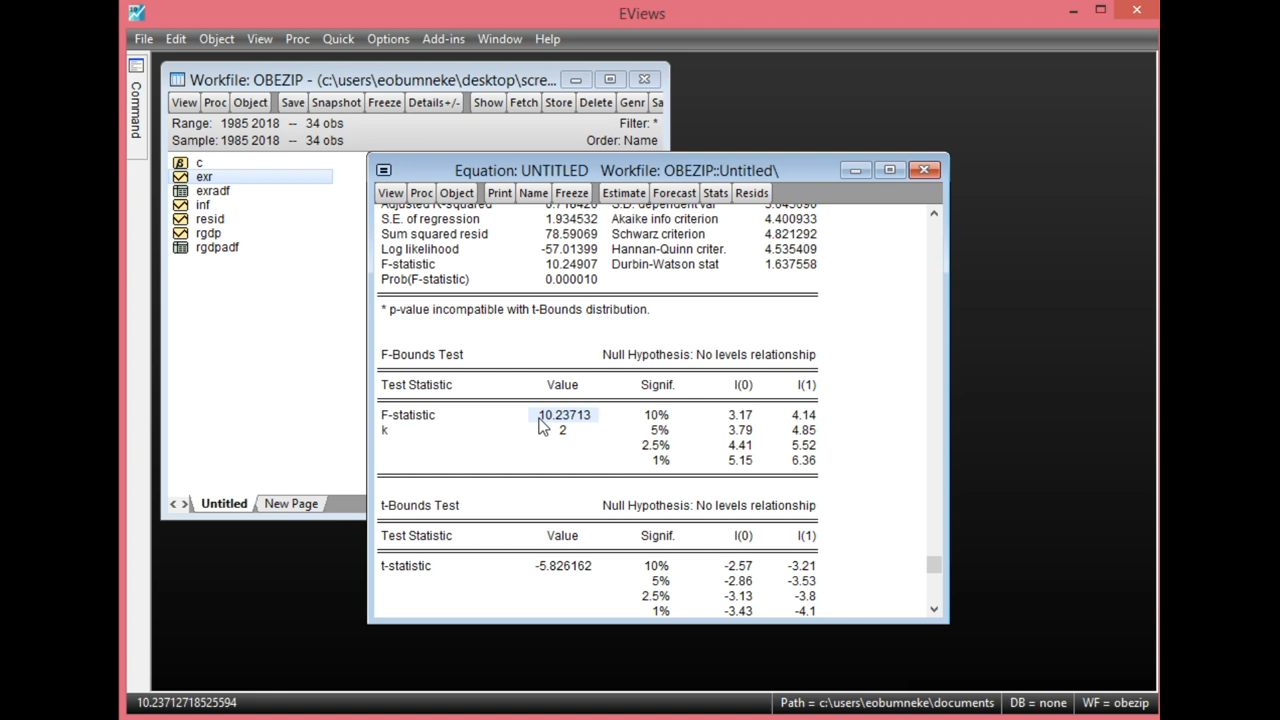 EViews
File Edit Object View Proc Quick Options Add-ins Window Help
Command
Workfile: OBEZIP - (c:\users\eobumneke\desktop\scre...
View Proc Object Save Snapshot Freeze Details+/- Show Fetch Store Delete Genr Sa
Range: 1985 2018 -- 34 obs Filter: *
Sample: 1985 2018 -- 34 obs Order: Name
c
exr
exradf
inf
resid
rgdp
rgdpadf
Untitled New Page
Equation: UNTITLED Workfile: OBEZIP::Untitled\
View Proc Object Print Name Freeze Estimate Forecast Stats Resids
S.E. of regression 1.934532 Akaike info criterion 4.400933
Sum squared resid 78.59069 Schwarz criterion 4.821292
Log likelihood -57.01399 Hannan-Quinn criter. 4.535409
F-statistic 10.24907 Durbin-Watson stat 1.637558
Prob(F-statistic) 0.000010
* p-value incompatible with t-Bounds distribution.
F-Bounds Test Null Hypothesis: No levels relationship
Test Statistic Value Signif. I(0) I(1)
F-statistic 10.23713 10% 3.17 4.14
k 2 5% 3.79 4.85
2.5% 4.41 5.52
1% 5.15 6.36
t-Bounds Test Null Hypothesis: No levels relationship
Test Statistic Value Signif. I(0) I(1)
t-statistic -5.826162 10% -2.57 -3.21
5% -2.86 -3.53
2.5% -3.13 -3.8
1% -3.43 -4.1
10.23712718525594 Path = c:\users\eobumneke\documents DB = none WF = obezip